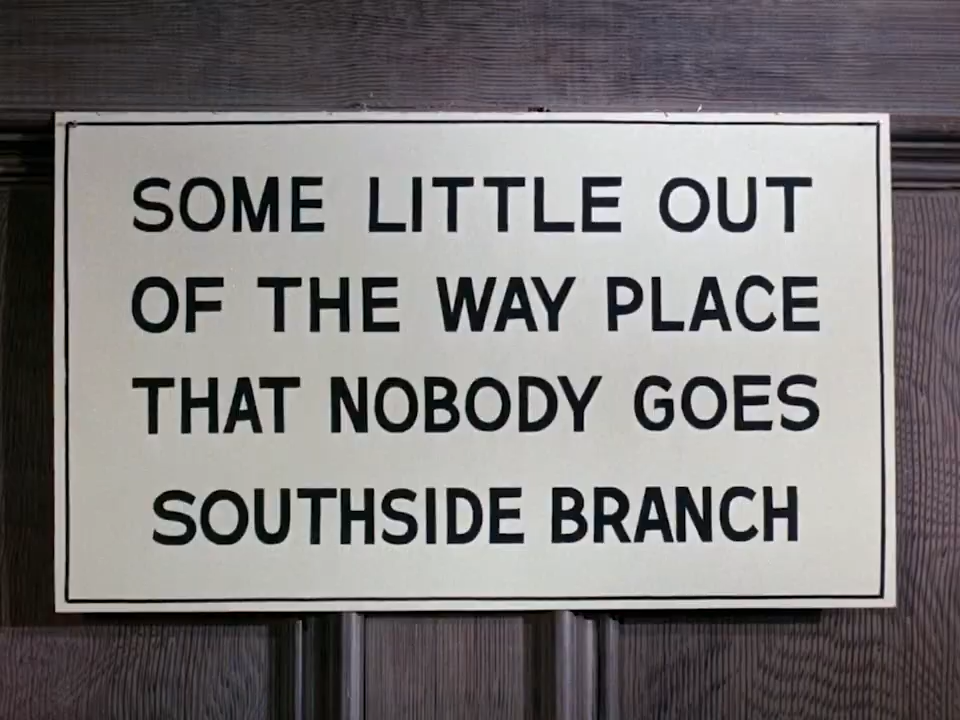 SOME LITTLE OUT
OF THE WAY PLACE
THAT NOBODY GOES
SOUTHSIDE BRANCH